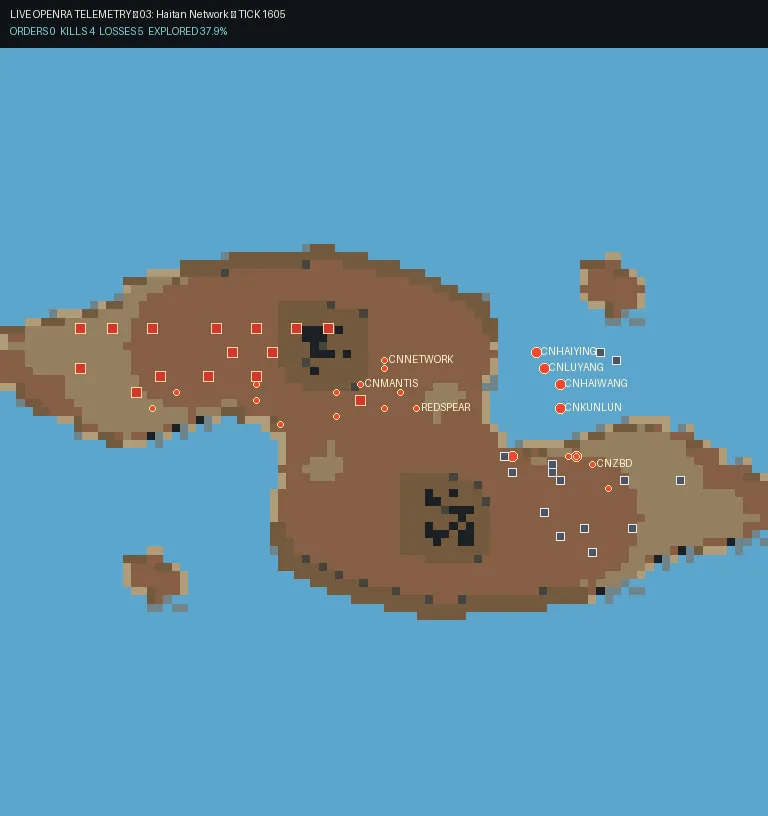 LIVE OPENRA TELEMETRY 03: Haitan Network TICK 1605
ORDERS 0 KILLS 4 LOSSES 5 EXPLORED 37.9%
CNHAIYING
CNNETWORK
CNLUYANG
CNMANTIS
CNHAIWANG
REDSPEAR
CNKUNLUN
CNZBD